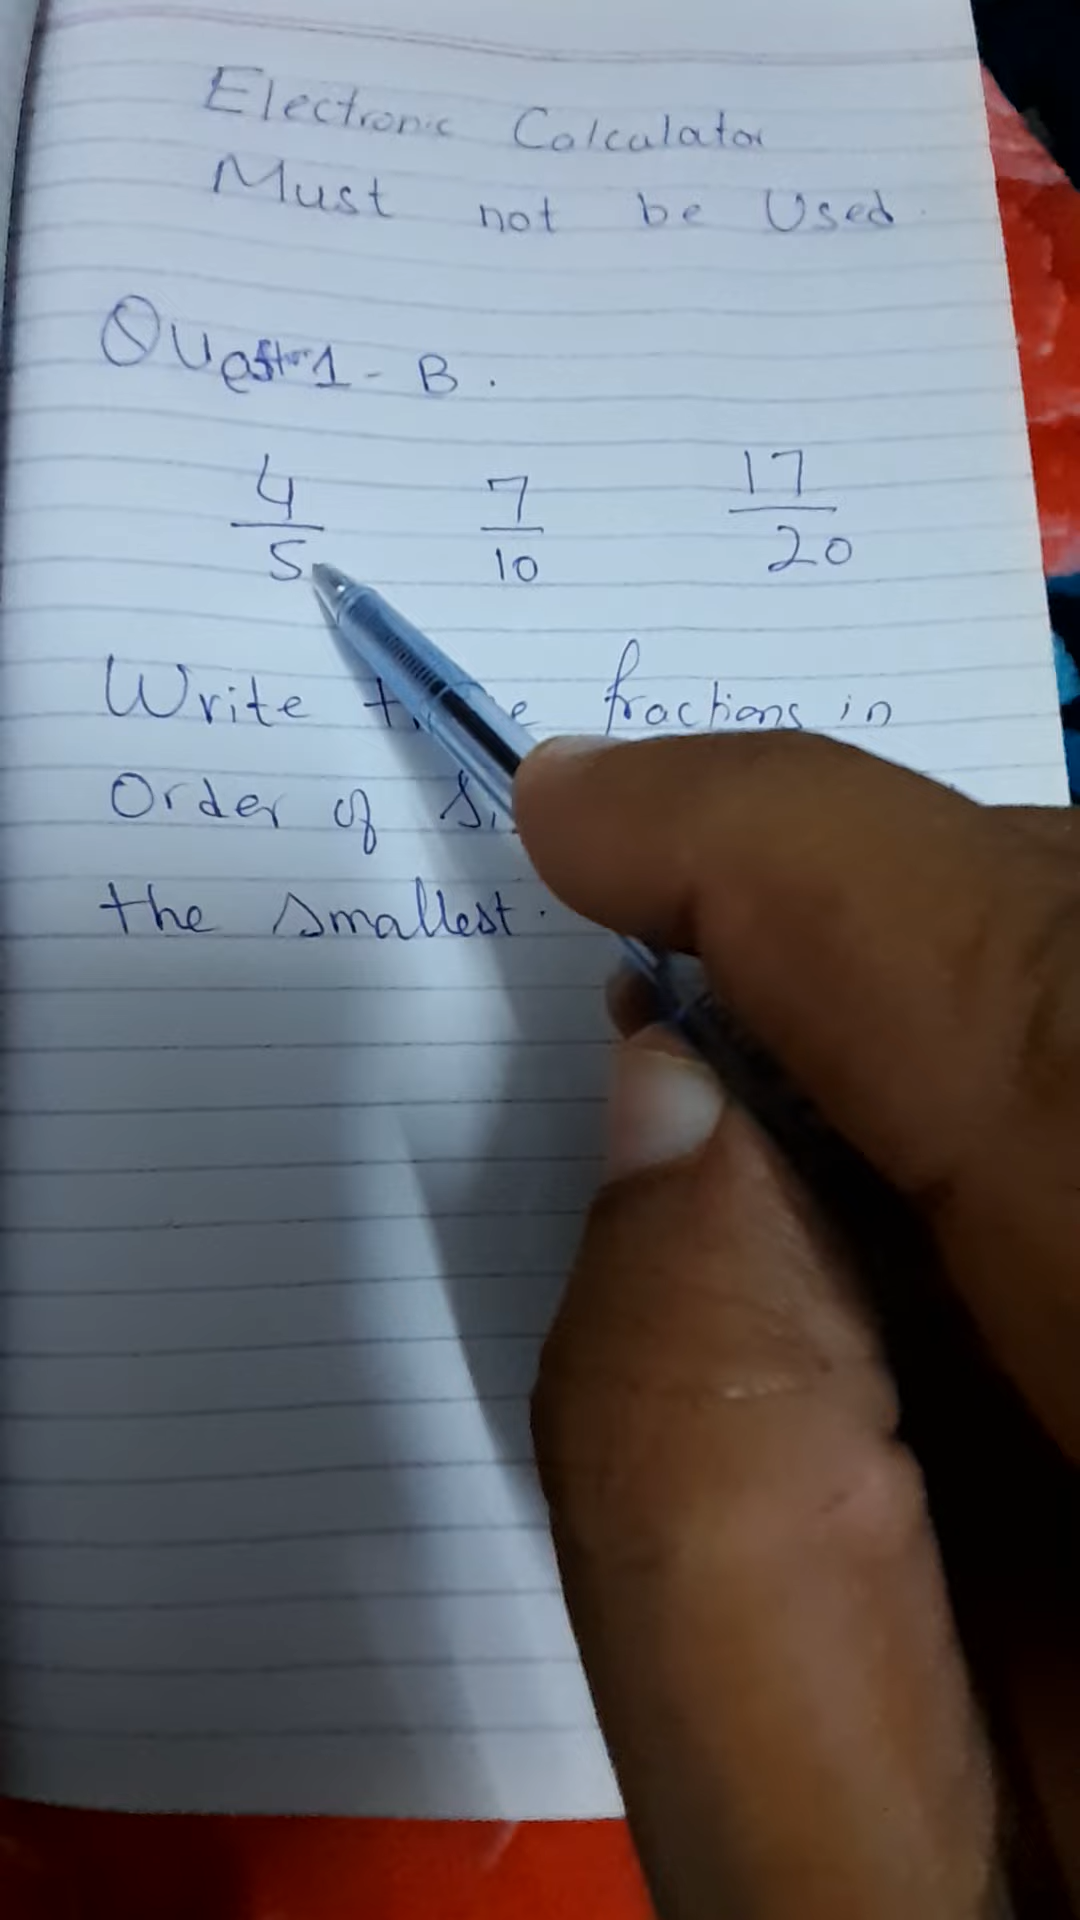 Electronic Calculator
Must not be Used.
Quest-1 - B.
4/5 7/10 17/20
Write fractions in
Order of
the smallest.